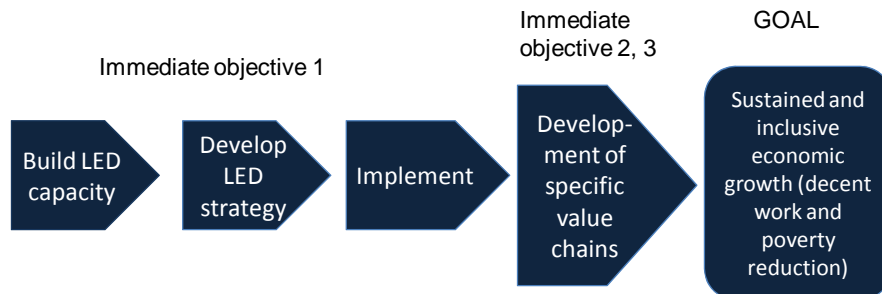 Immediate objective 1
Immediate
objective 2, 3
GOAL
Build LED
capacity
Develop
LED
strategy
Implement
Develop-
ment of
specific
value
chains
Sustained and
inclusive
economic
growth (decent
work and
poverty
reduction)